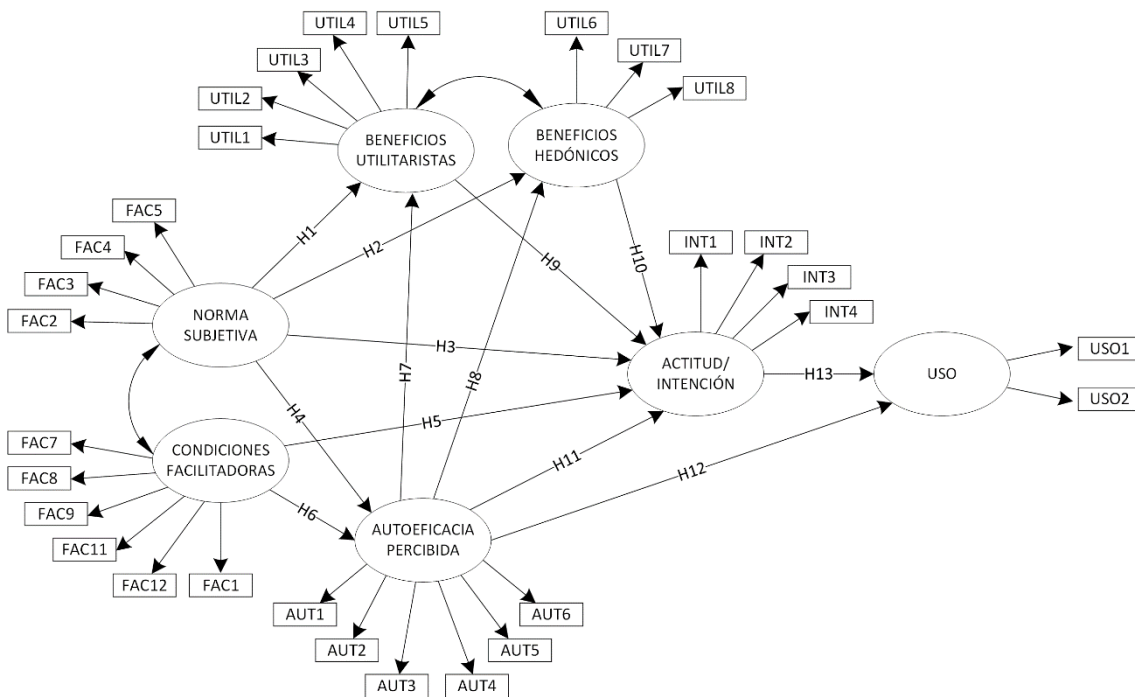 UTIL4
UTIL5
UTIL6
UTIL3
UTIL7
UTIL2
UTIL8
UTIL1
BENEFICIOS
UTILITARISTAS
BENEFICIOS
HEDÓNICOS
FAC5
FAC4
FAC3
FAC2
H1
H2
H9
H10
INT1
INT2
INT3
INT4
NORMA
SUBJETIVA
H3
H7
H8
ACTITUD/
INTENCIÓN
H13
USO
USO1
USO2
H4
H5
FAC7
FAC8
FAC9
FAC11
FAC12
FAC1
CONDICIONES
FACILITADORAS
H6
H11
H12
AUTOEFICACIA
PERCIBIDA
AUT1
AUT2
AUT3
AUT4
AUT5
AUT6